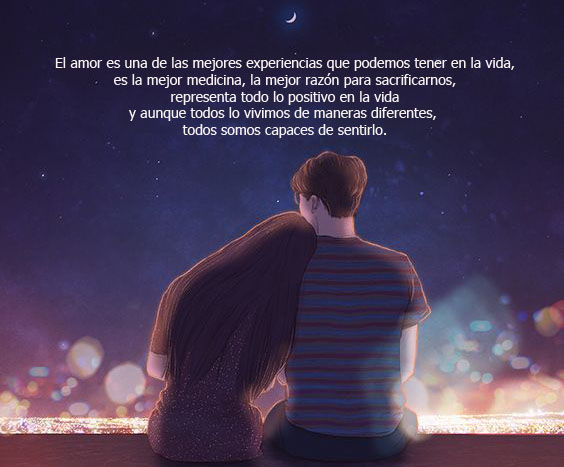 El amor es una de las mejores experiencias que podemos tener en la vida,
es la mejor medicina, la mejor razón para sacrificarnos,
representa todo lo positivo en la vida
y aunque todos lo vivimos de maneras diferentes,
todos somos capaces de sentirlo.